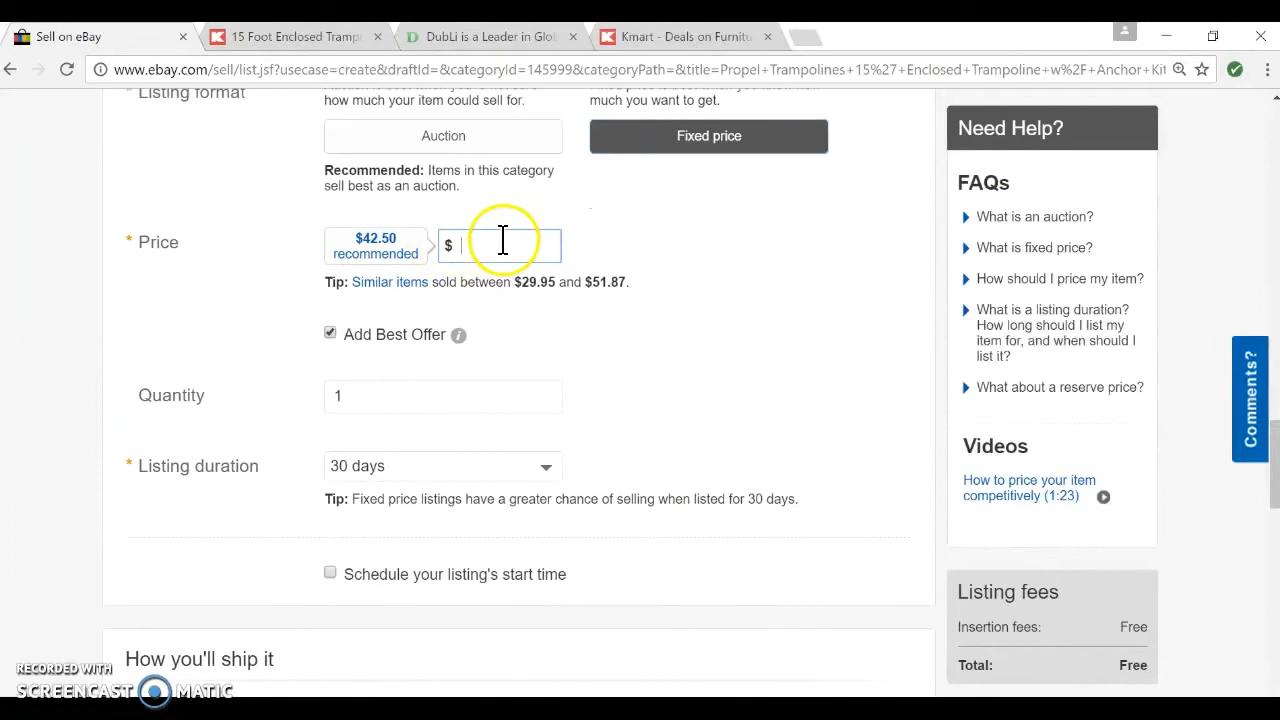 Sell on eBay
15 Foot Enclosed Tramp
DubLi is a Leader in Glob
Kmart - Deals on Furnitu
www.ebay.com/sell/list.jsf?usecase=create&draftId=&categoryId=145999&categoryPath=&title=Propel+Trampolines+15%27+Enclosed+Trampoline+w%2F+Anchor+Kit
* Listing format
how much your item could sell for.
much you want to get.
Auction
Fixed price
Recommended: Items in this category
sell best as an auction.
* Price
$42.50
recommended
$
Tip: Similar items sold between $29.95 and $51.87.
Add Best Offer i
Quantity
1
* Listing duration
30 days
Tip: Fixed price listings have a greater chance of selling when listed for 30 days.
Schedule your listing's start time
How you'll ship it
Need Help?
FAQs
What is an auction?
What is fixed price?
How should I price my item?
What is a listing duration?
How long should I list my
item for, and when should I
list it?
What about a reserve price?
Videos
How to price your item
competitively (1:23)
Listing fees
Insertion fees: Free
Total: Free
Comments?
RECORDED WITH
SCREENCAST MATIC